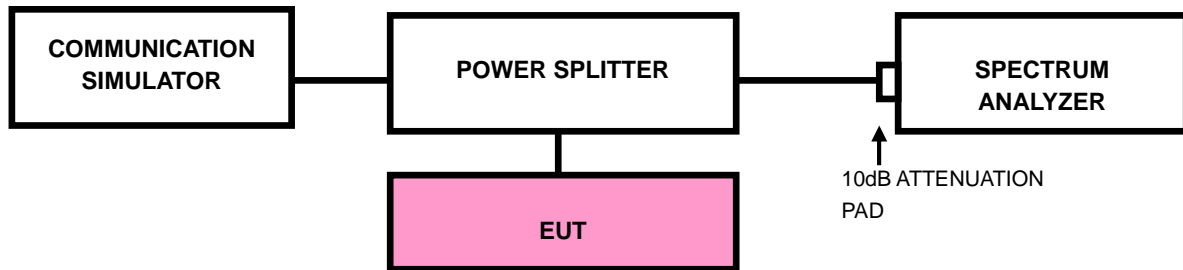 COMMUNICATION
SIMULATOR
POWER SPLITTER
SPECTRUM
ANALYZER
10dB ATTENUATION
PAD
EUT